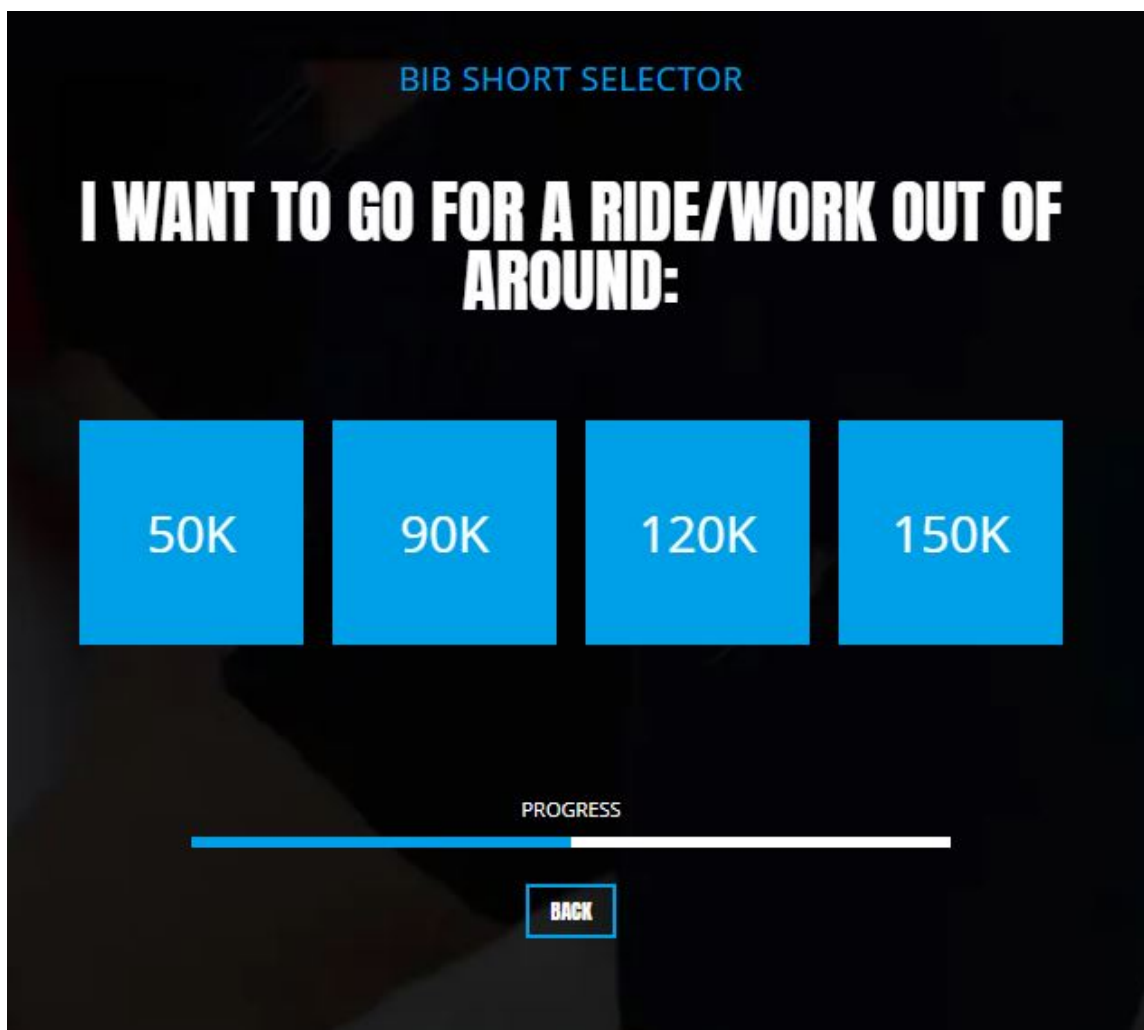 BIB SHORT SELECTOR
I WANT TO GO FOR A RIDE/WORK OUT OF
AROUND:
50K
90K
120K
150K
PROGRESS
BACK